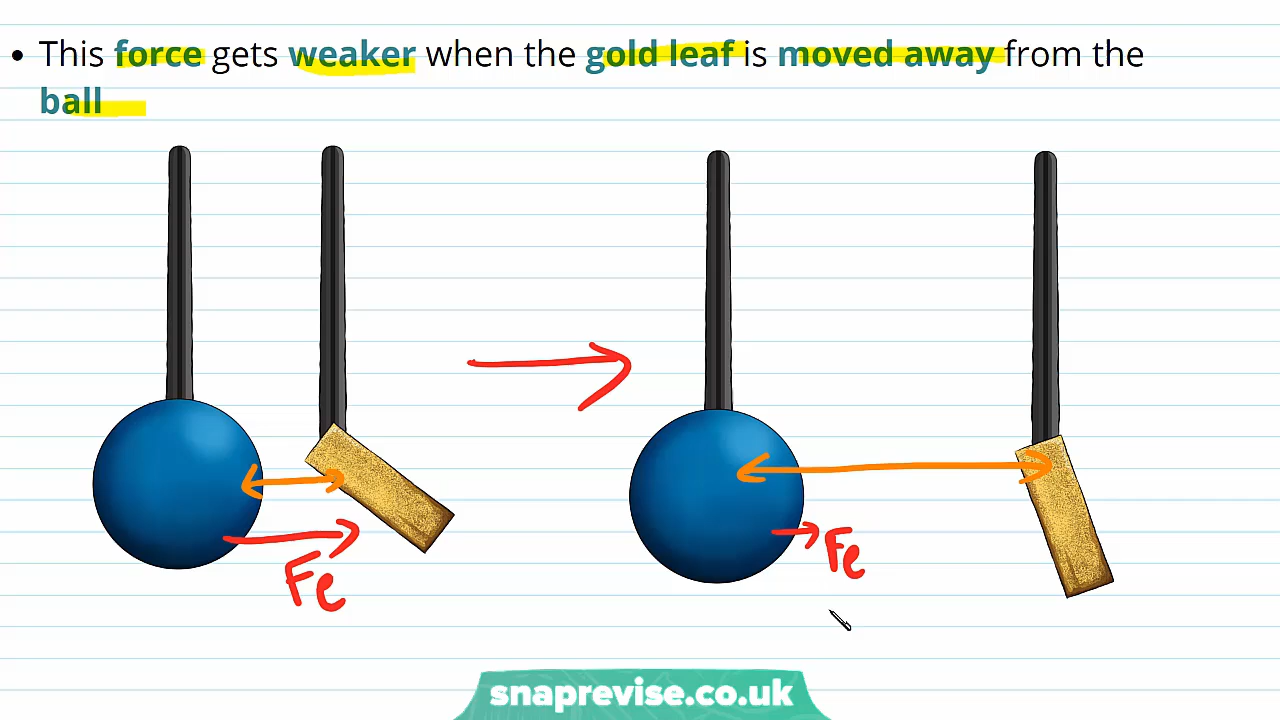 • This force gets weaker when the gold leaf is moved away from the
ball
Fe
Fe
snaprevise.co.uk